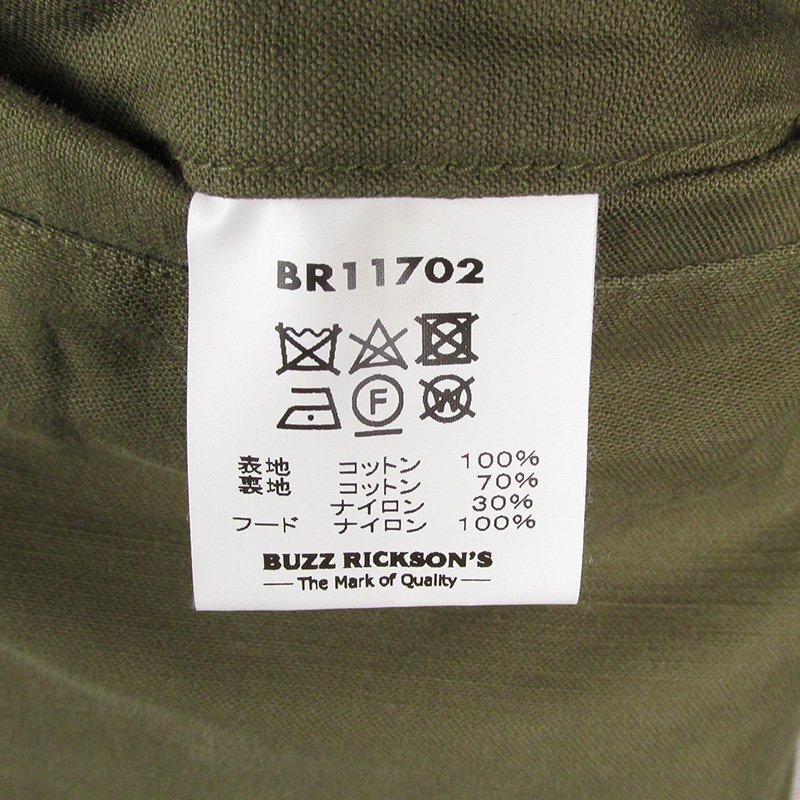 BR11702
F W
表地 コットン 100%
裏地 コットン 70%
ナイロン 30%
フード ナイロン 100%
BUZZ RICKSON'S
The Mark of Quality